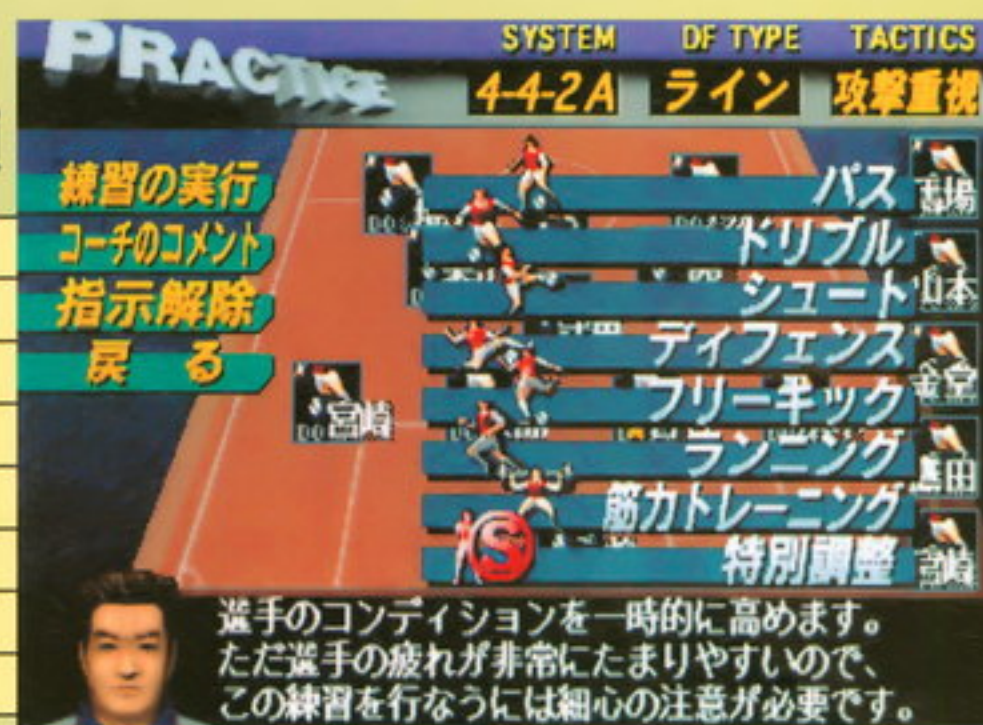 PRACTICE
SYSTEM DF TYPE TACTICS
4-4-2A ライン 攻撃重視
練習の実行
コーチのコメント
指示解除
戻る
宮崎
パス
ドリブル
シュート
ディフェンス
フリーキック
ランニング
筋力トレーニング
特別調整
山本
宮崎
選手のコンディションを一時的に高めます。
ただ選手の疲れが非常にたまりやすいので、
この練習を行なうには細心の注意が必要です。